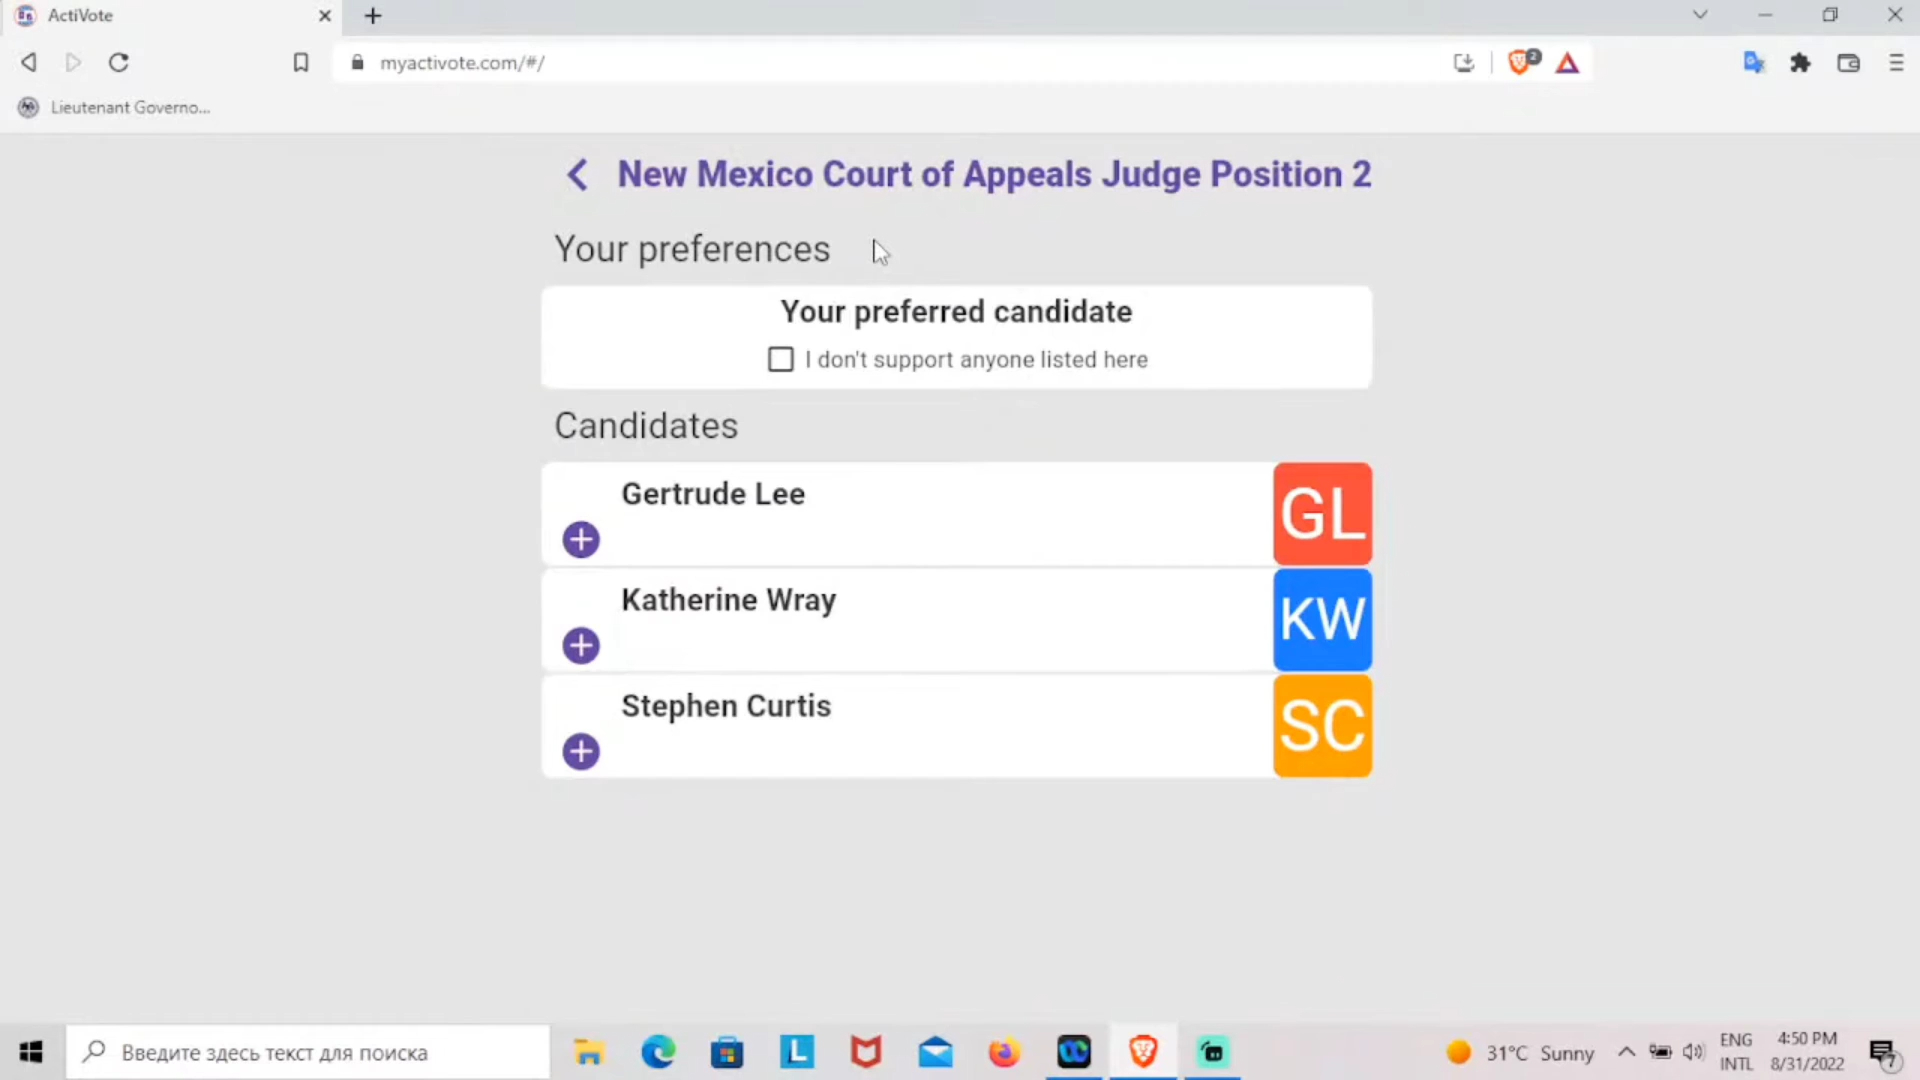 ActiVote
myactivote.com/#/
2
Lieutenant Governo...
New Mexico Court of Appeals Judge Position 2
Your preferences
Your preferred candidate
I don't support anyone listed here
Candidates
Gertrude Lee
GL
Katherine Wray
KW
Stephen Curtis
SC
Введите здесь текст для поиска
L
31°C Sunny
ENG
INTL
4:50 PM
8/31/2022
7